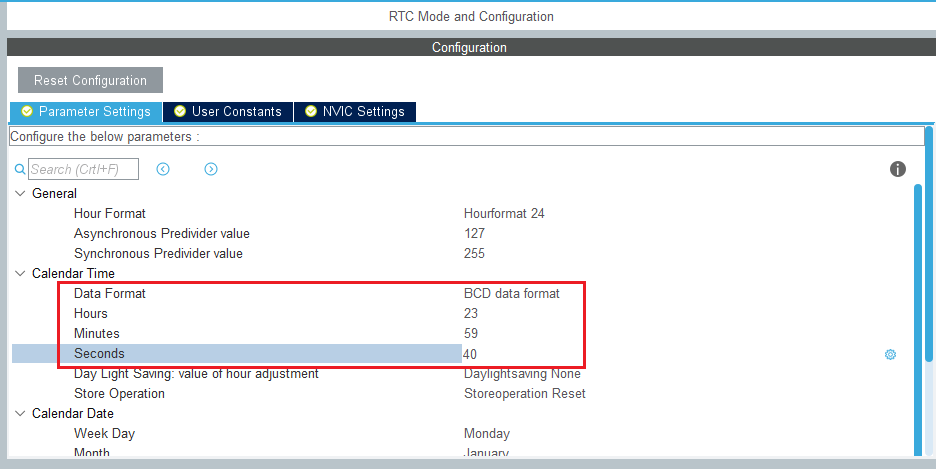 RTC Mode and Configuration
Configuration
Reset Configuration
Parameter Settings User Constants NVIC Settings
Configure the below parameters :
Search (Crtl+F)
General
Hour Format Hourformat 24
Asynchronous Predivider value 127
Synchronous Predivider value 255
Calendar Time
Data Format BCD data format
Hours 23
Minutes 59
Seconds 40
Day Light Saving: value of hour adjustment Daylightsaving None
Store Operation Storeoperation Reset
Calendar Date
Week Day Monday
Month January